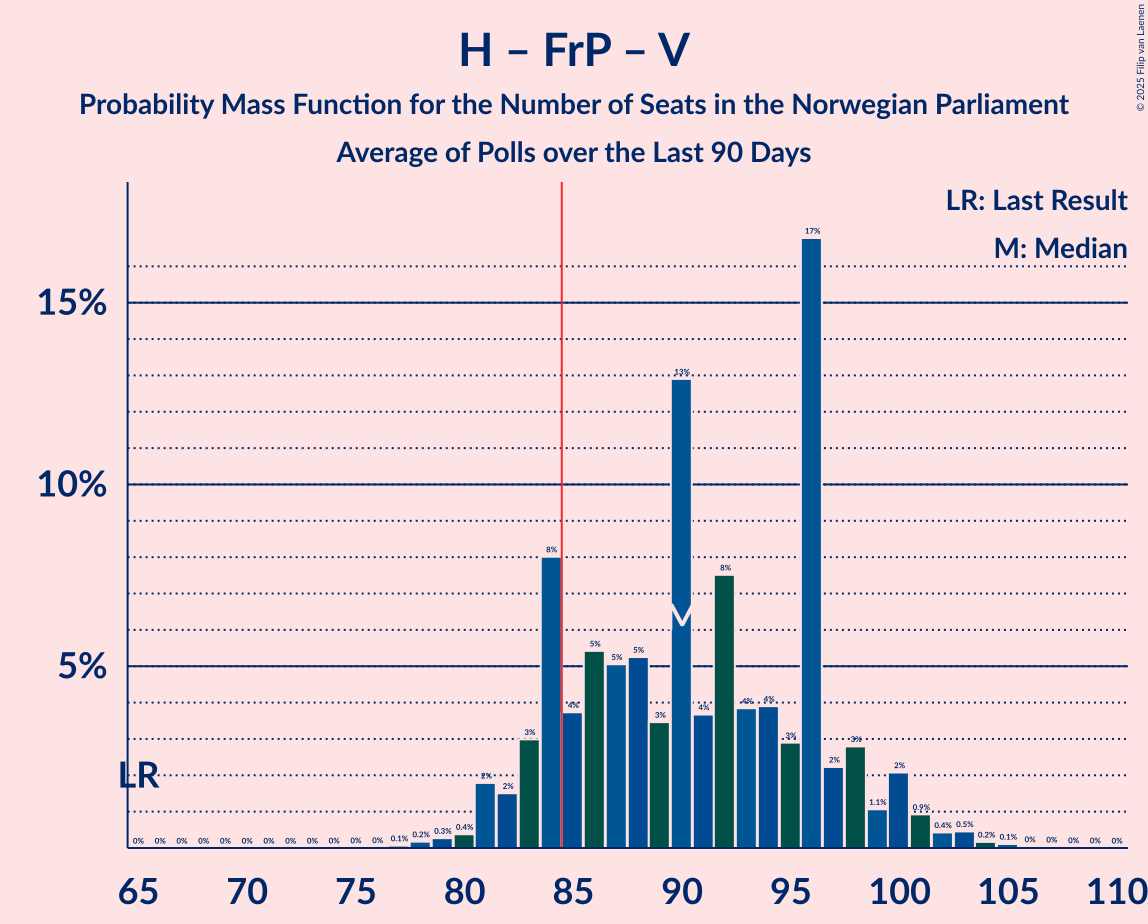 H – FrP – V
Probability Mass Function for the Number of Seats in the Norwegian Parliament
Average of Polls over the Last 90 Days
© 2025 Filip van Laenen
LR: Last Result
M: Median
15%
10%
5%
LR
0% 0% 0% 0% 0% 0% 0% 0% 0% 0% 0% 0% 0.1% 0.2% 0.3% 0.4% 2% 2% 3% 8% 4% 5% 5% 5% 3% 13% 4% 8% 4% 4% 3% 17% 2% 3% 1.1% 2% 0.9% 0.4% 0.5% 0.2% 0.1% 0% 0% 0% 0% 0%
65 70 75 80 85 90 95 100 105 110